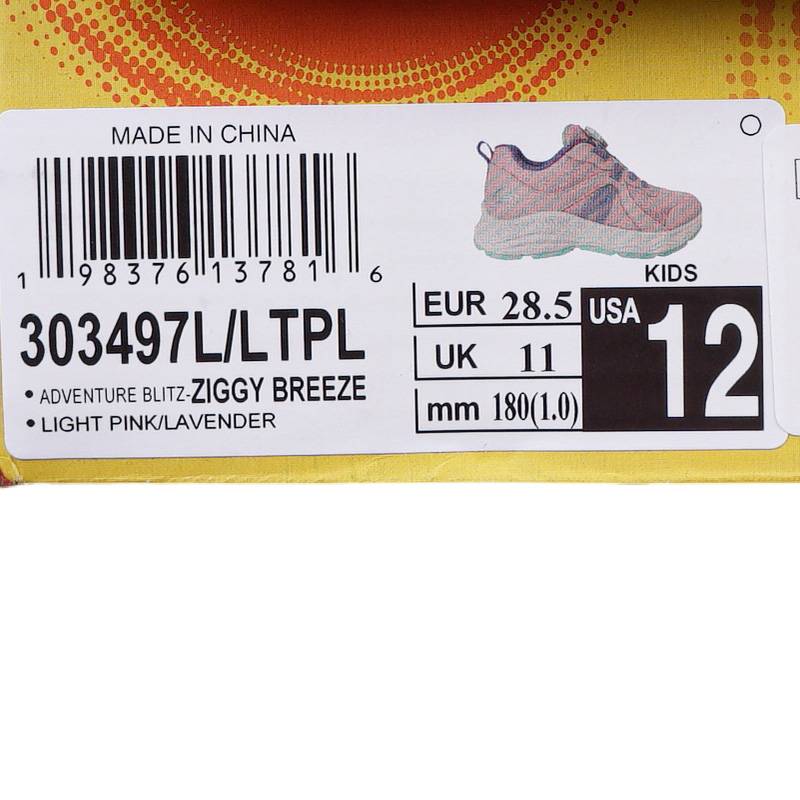 MADE IN CHINA
1 98376 13781 6
303497L/LTPL
• ADVENTURE BLITZ-ZIGGY BREEZE
• LIGHT PINK/LAVENDER
KIDS
EUR 28.5
UK 11
mm 180(1.0)
USA 12